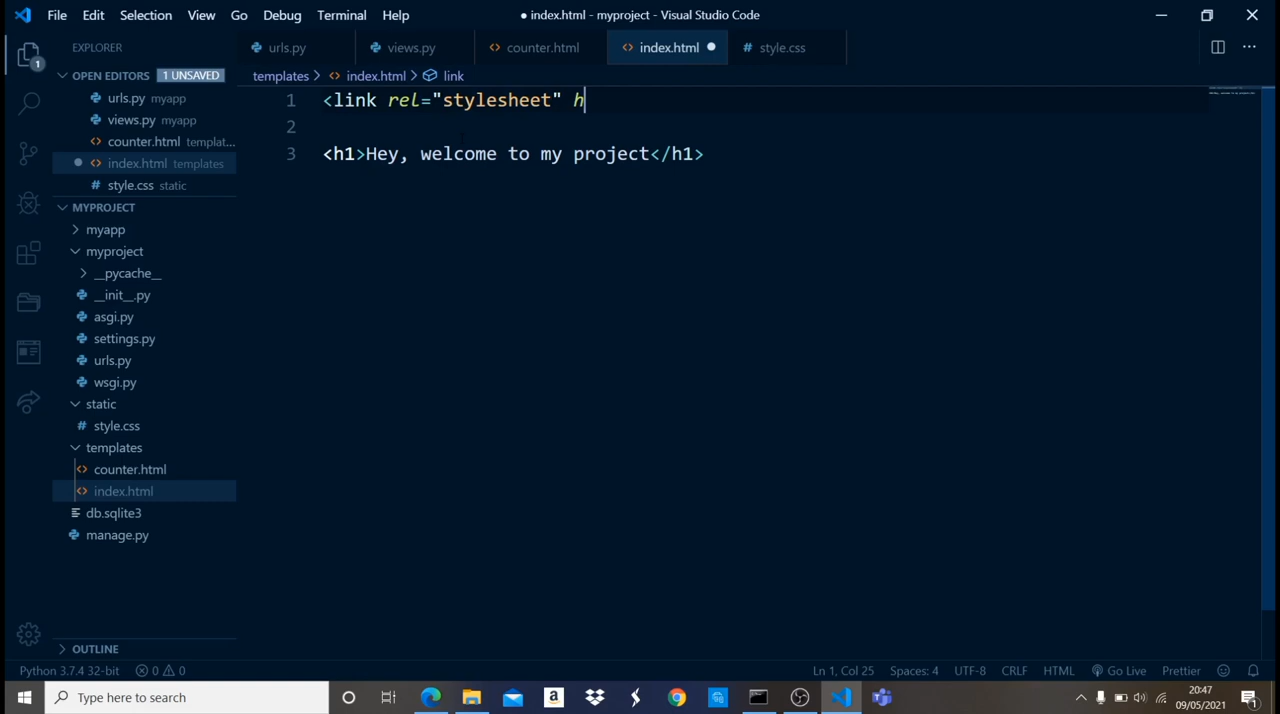 File Edit Selection View Go Debug Terminal Help
● index.html - myproject - Visual Studio Code
EXPLORER
urls.py
views.py
counter.html
index.html
style.css
OPEN EDITORS 1 UNSAVED
templates > index.html > link
urls.py myapp
views.py myapp
counter.html templat...
index.html templates
style.css static
MYPROJECT
myapp
myproject
__pycache__
__init__.py
asgi.py
settings.py
urls.py
wsgi.py
static
style.css
templates
counter.html
index.html
db.sqlite3
manage.py
OUTLINE
1 <link rel="stylesheet" h
2
3 <h1>Hey, welcome to my project</h1>
Python 3.7.4 32-bit 0 0
Ln 1, Col 25 Spaces: 4 UTF-8 CRLF HTML Go Live Prettier
Type here to search
20:47
09/05/2021